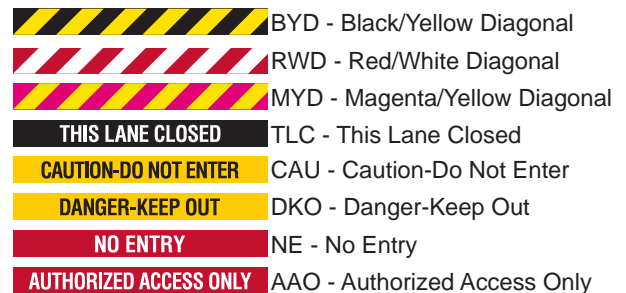 BYD - Black/Yellow Diagonal
RWD - Red/White Diagonal
MYD - Magenta/Yellow Diagonal
THIS LANE CLOSED TLC - This Lane Closed
CAUTION-DO NOT ENTER CAU - Caution-Do Not Enter
DANGER-KEEP OUT DKO - Danger-Keep Out
NO ENTRY NE - No Entry
AUTHORIZED ACCESS ONLY AAO - Authorized Access Only